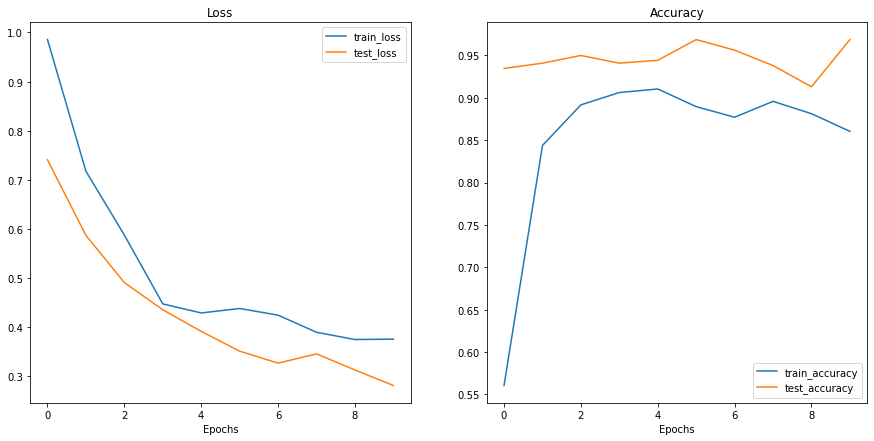 Loss
1.0
0.9
0.8
0.7
0.6
0.5
0.4
0.3
0 2 4 6 8
Epochs
train_loss
test_loss
Accuracy
0.95
0.90
0.85
0.80
0.75
0.70
0.65
0.60
0.55
0 2 4 6 8
Epochs
train_accuracy
test_accuracy